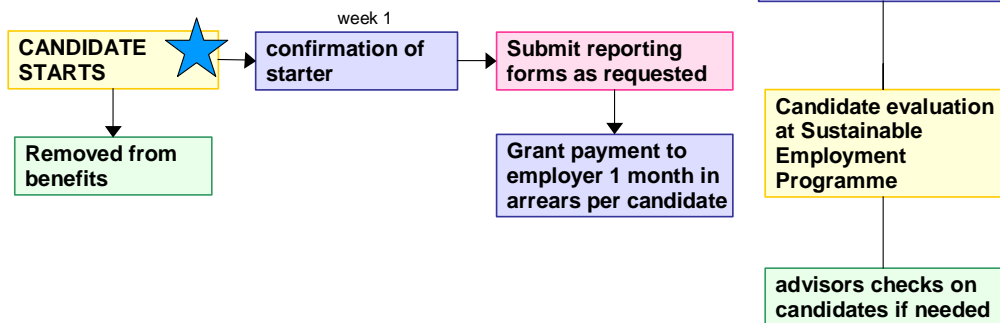 week 1
CANDIDATE
STARTS
confirmation of
starter
Submit reporting
forms as requested
Removed from
benefits
Grant payment to
employer 1 month in
arrears per candidate
Candidate evaluation
at Sustainable
Employment
Programme
advisors checks on
candidates if needed